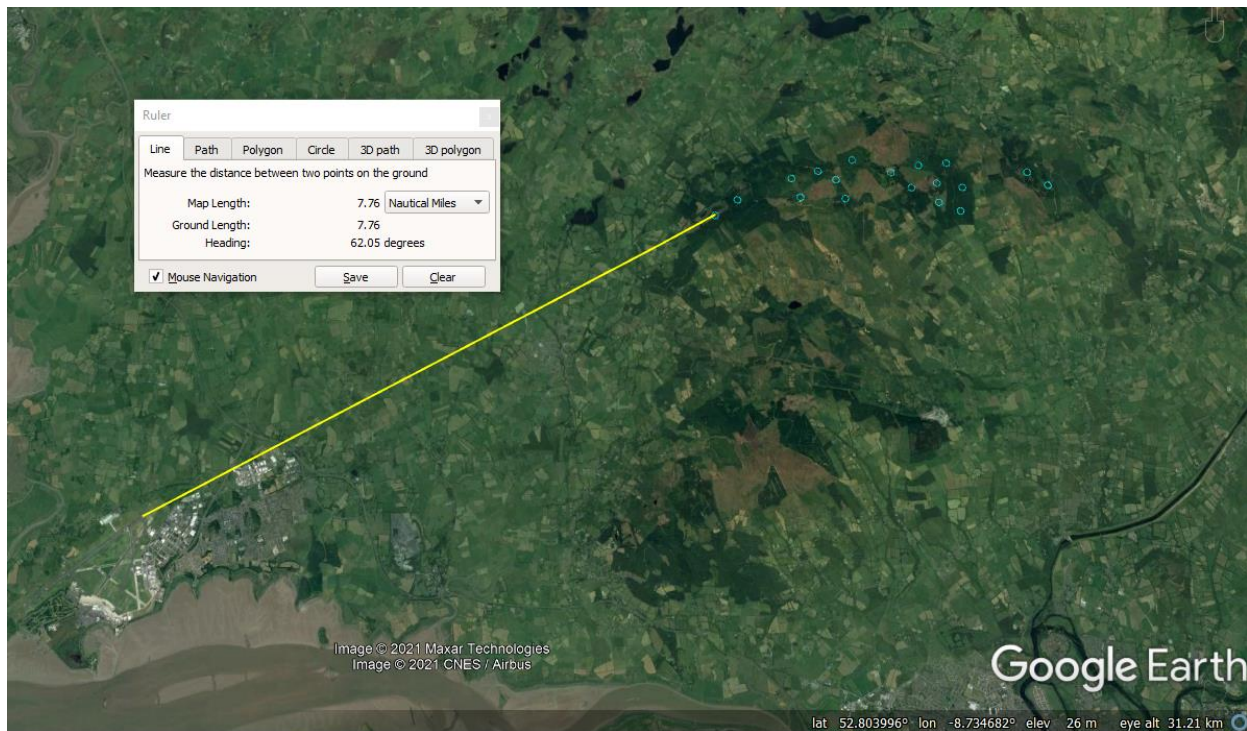 Ruler
Line Path Polygon Circle 3D path 3D polygon
Measure the distance between two points on the ground
Map Length: 7.76 Nautical Miles
Ground Length: 7.76
Heading: 62.05 degrees
Mouse Navigation Save Clear
Image © 2021 Maxar Technologies
Image © 2021 CNES / Airbus
Google Earth
lat 52.803996° lon -8.734682° elev 26 m eye alt 31.21 km